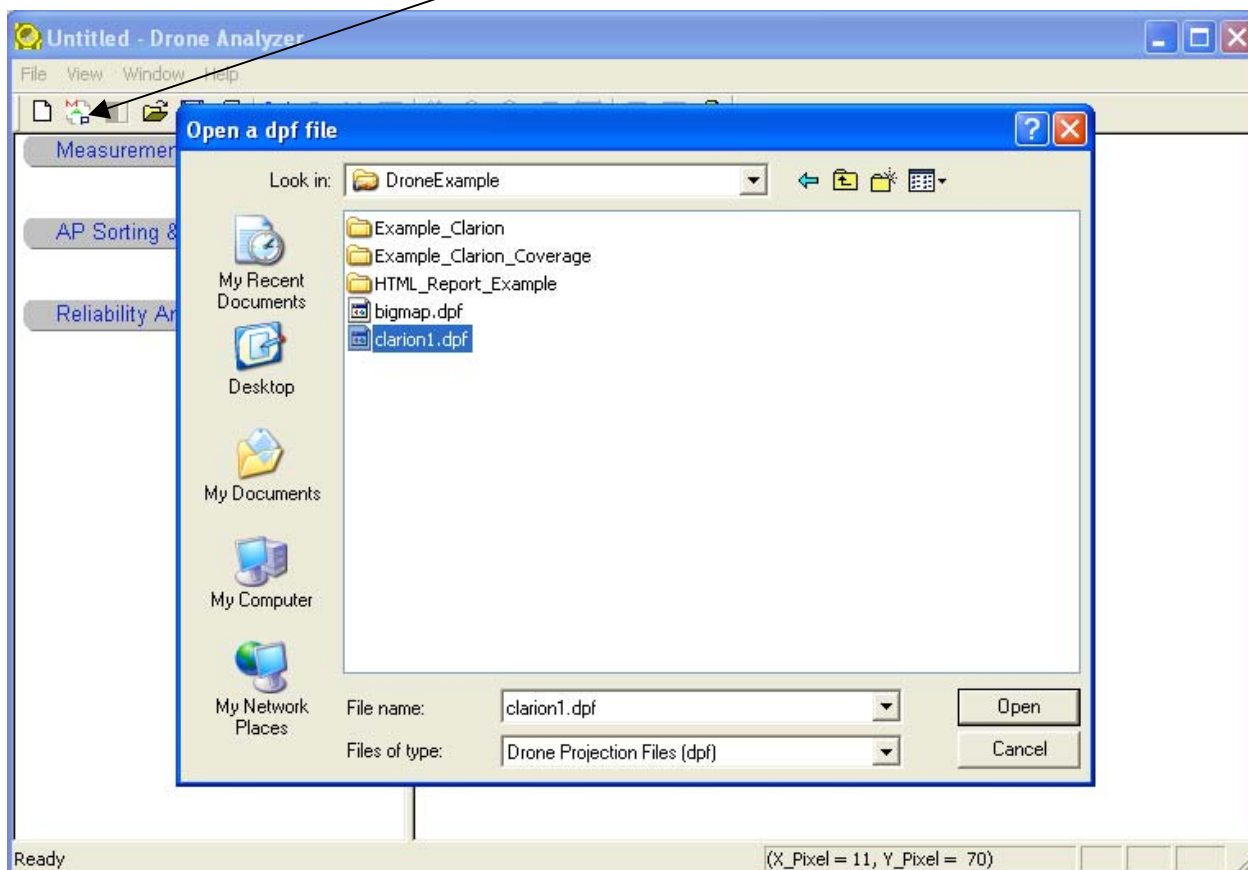 Untitled - Drone Analyzer
File View Window Help
Open a dpf file
Measuremen
AP Sorting &
Reliability An
Look in: DroneExample
My Recent Documents
Desktop
My Documents
My Computer
My Network Places
Example_Clarion
Example_Clarion_Coverage
HTML_Report_Example
bigmap.dpf
clarion1.dpf
File name: clarion1.dpf Open
Files of type: Drone Projection Files (dpf) Cancel
Ready (X_Pixel = 11, Y_Pixel = 70)